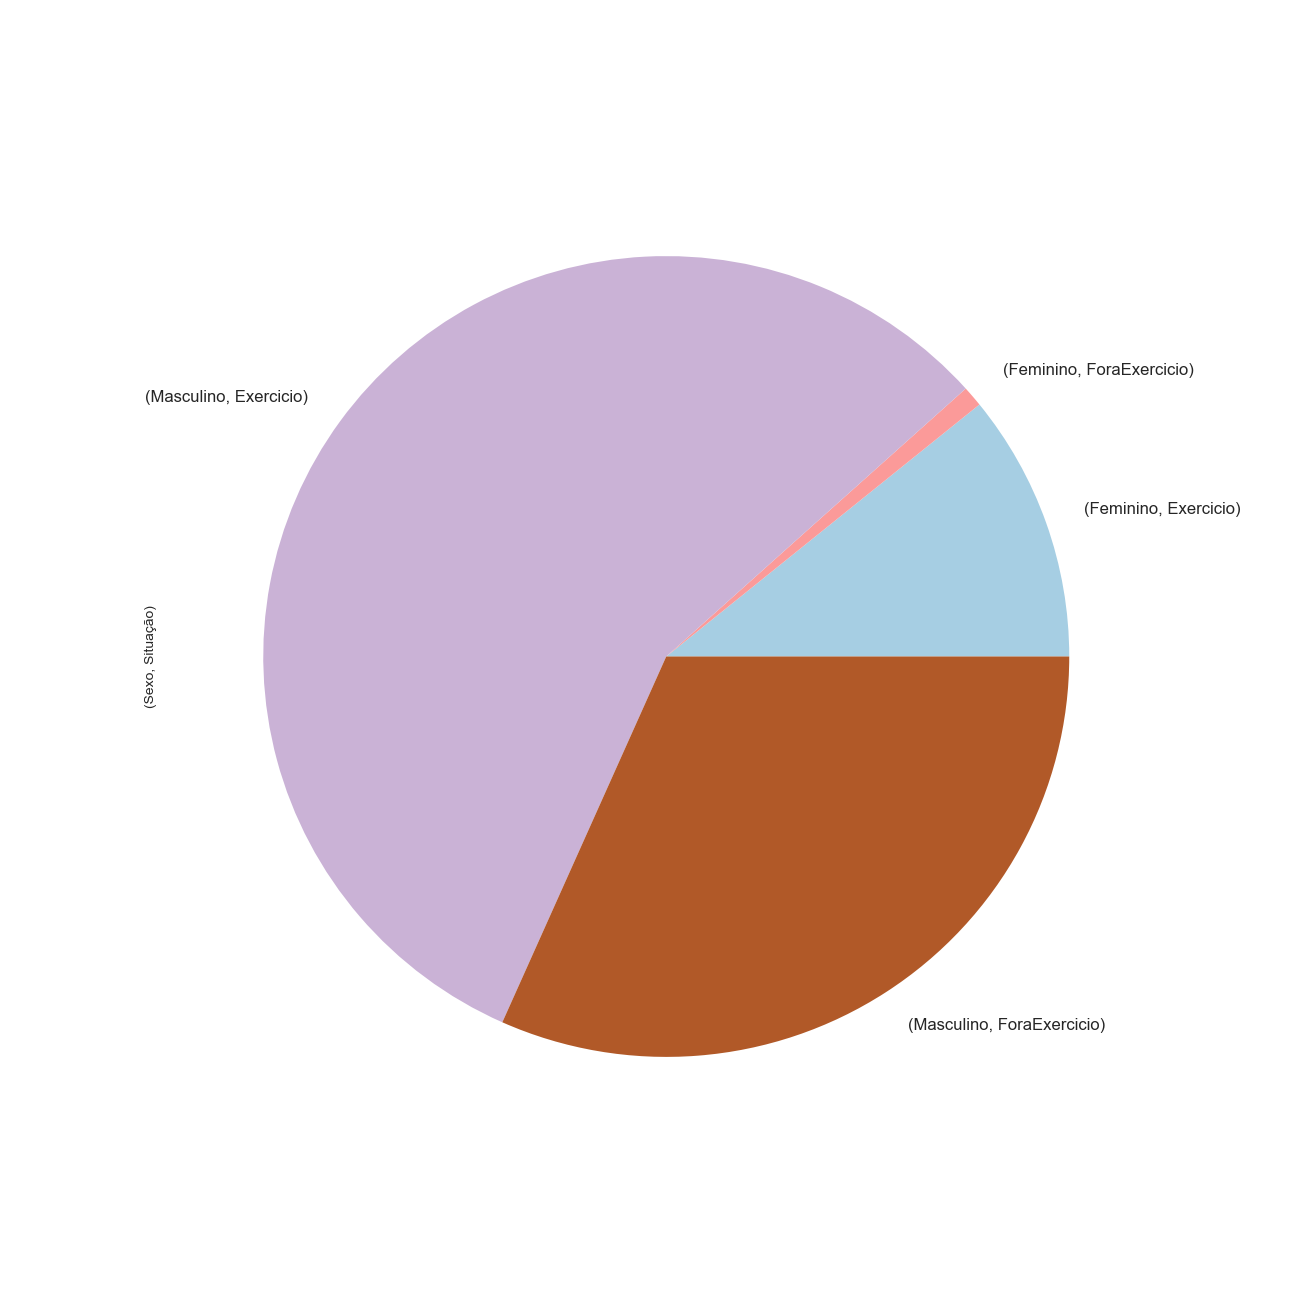 (Feminino, ForaExercicio)
(Masculino, Exercicio)
(Feminino, Exercicio)
(Sexo, Situação)
(Masculino, ForaExercicio)